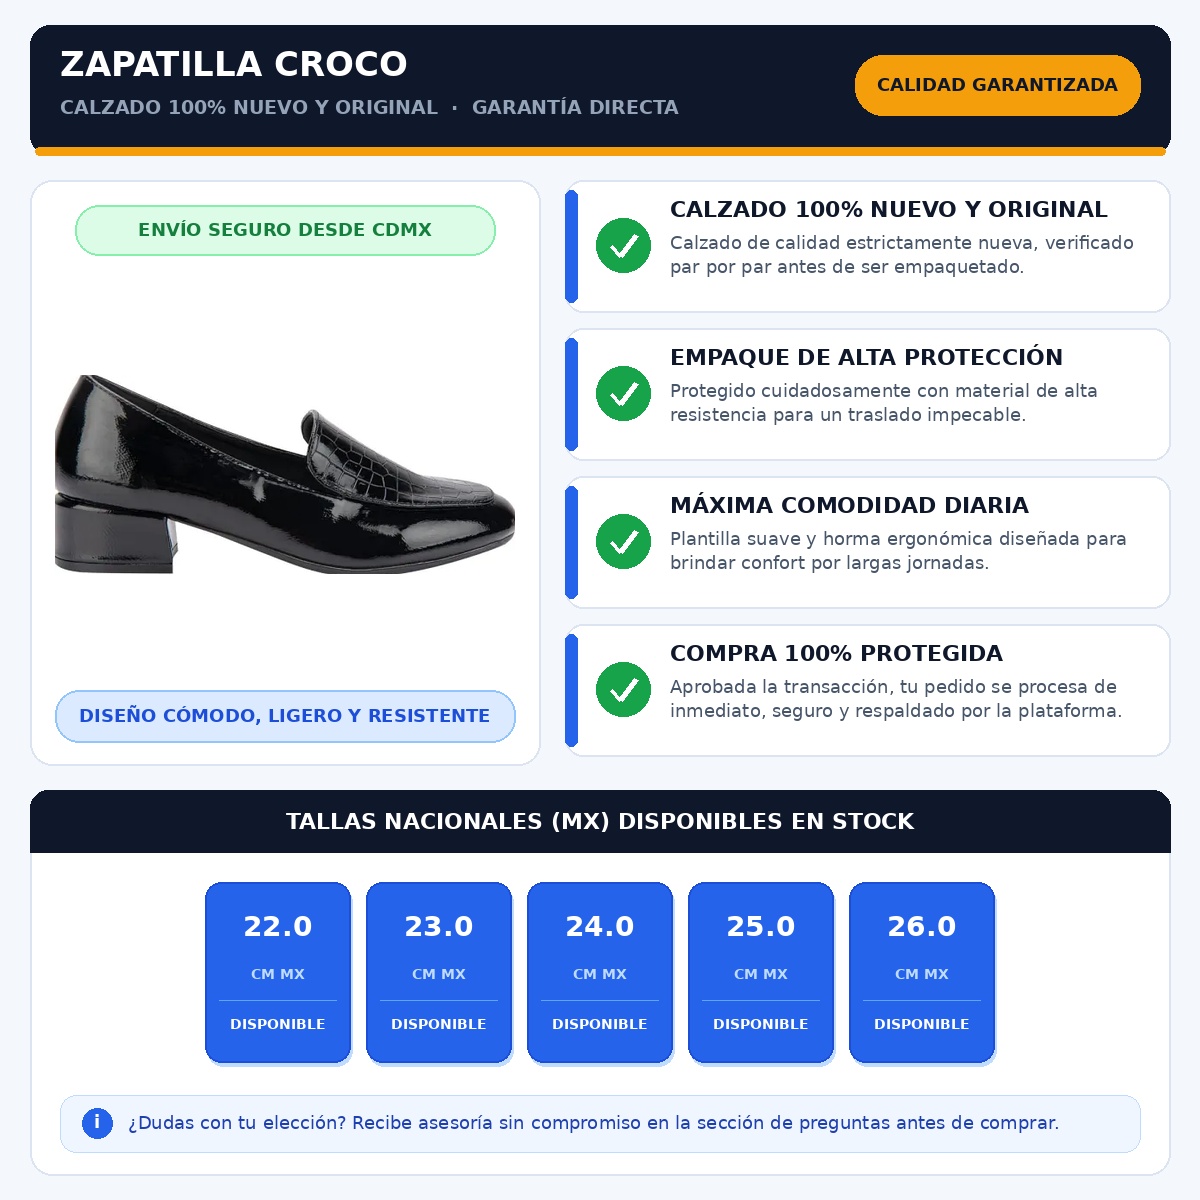 ZAPATILLA CROCO
CALZADO 100% NUEVO Y ORIGINAL · GARANTÍA DIRECTA
CALIDAD GARANTIZADA
ENVÍO SEGURO DESDE CDMX
DISEÑO CÓMODO, LIGERO Y RESISTENTE
CALZADO 100% NUEVO Y ORIGINAL
Calzado de calidad estrictamente nueva, verificado
par por par antes de ser empaquetado.
EMPAQUE DE ALTA PROTECCIÓN
Protegido cuidadosamente con material de alta
resistencia para un traslado impecable.
MÁXIMA COMODIDAD DIARIA
Plantilla suave y horma ergonómica diseñada para
brindar confort por largas jornadas.
COMPRA 100% PROTEGIDA
Aprobada la transacción, tu pedido se procesa de
inmediato, seguro y respaldado por la plataforma.
TALLAS NACIONALES (MX) DISPONIBLES EN STOCK
22.0
CM MX
DISPONIBLE
23.0
CM MX
DISPONIBLE
24.0
CM MX
DISPONIBLE
25.0
CM MX
DISPONIBLE
26.0
CM MX
DISPONIBLE
i ¿Dudas con tu elección? Recibe asesoría sin compromiso en la sección de preguntas antes de comprar.